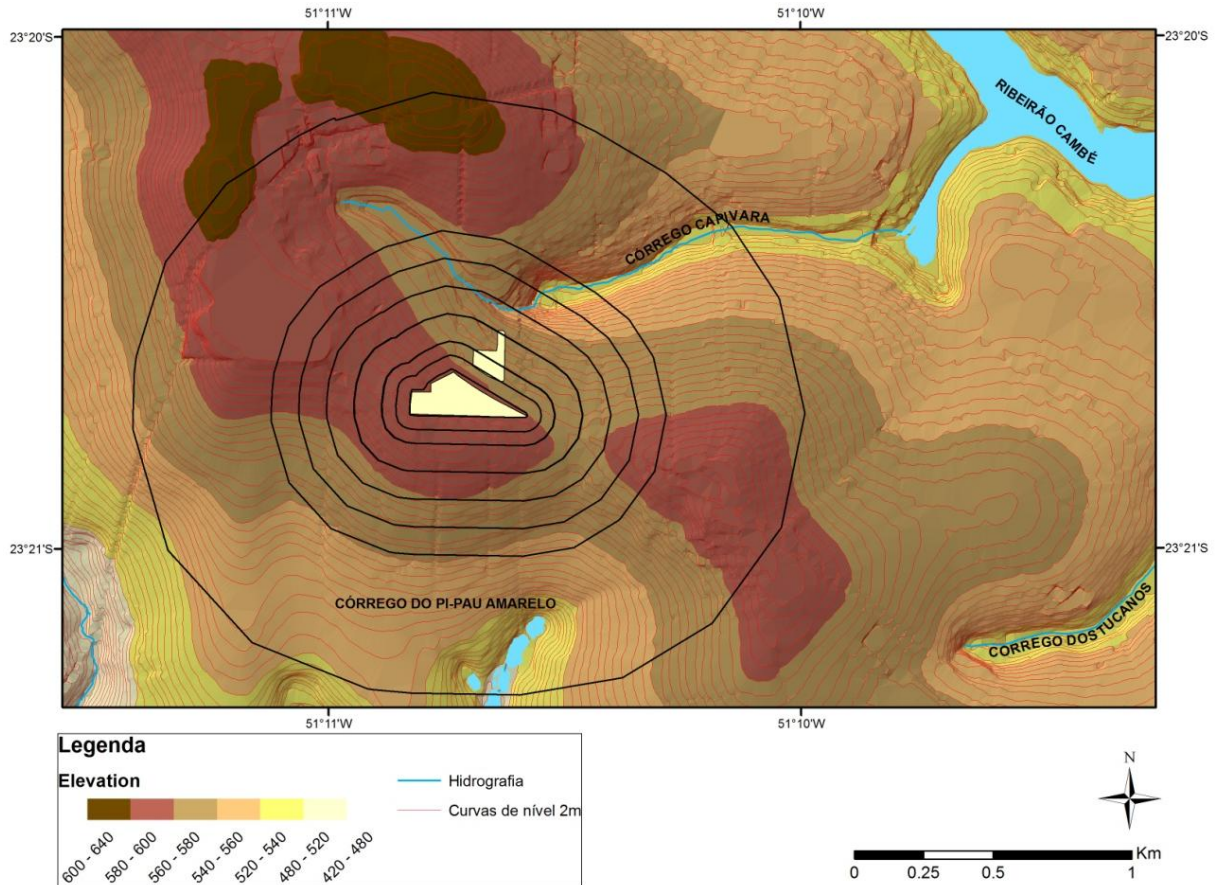 51°11'W
51°10'W
23°20'S
23°20'S
RIBEIRÃO CAMBÉ
CÓRREGO CAPIVARA
23°21'S
23°21'S
CÓRREGO DO PI-PAU AMARELO
CORREGO DOSTUCANOS
51°11'W
51°10'W
Legenda
Elevation
Hidrografia
Curvas de nível 2m
600 - 640
580 - 600
560 - 580
540 - 560
520 - 540
480 - 520
420 - 480
N
Km
0
0.25
0.5
1